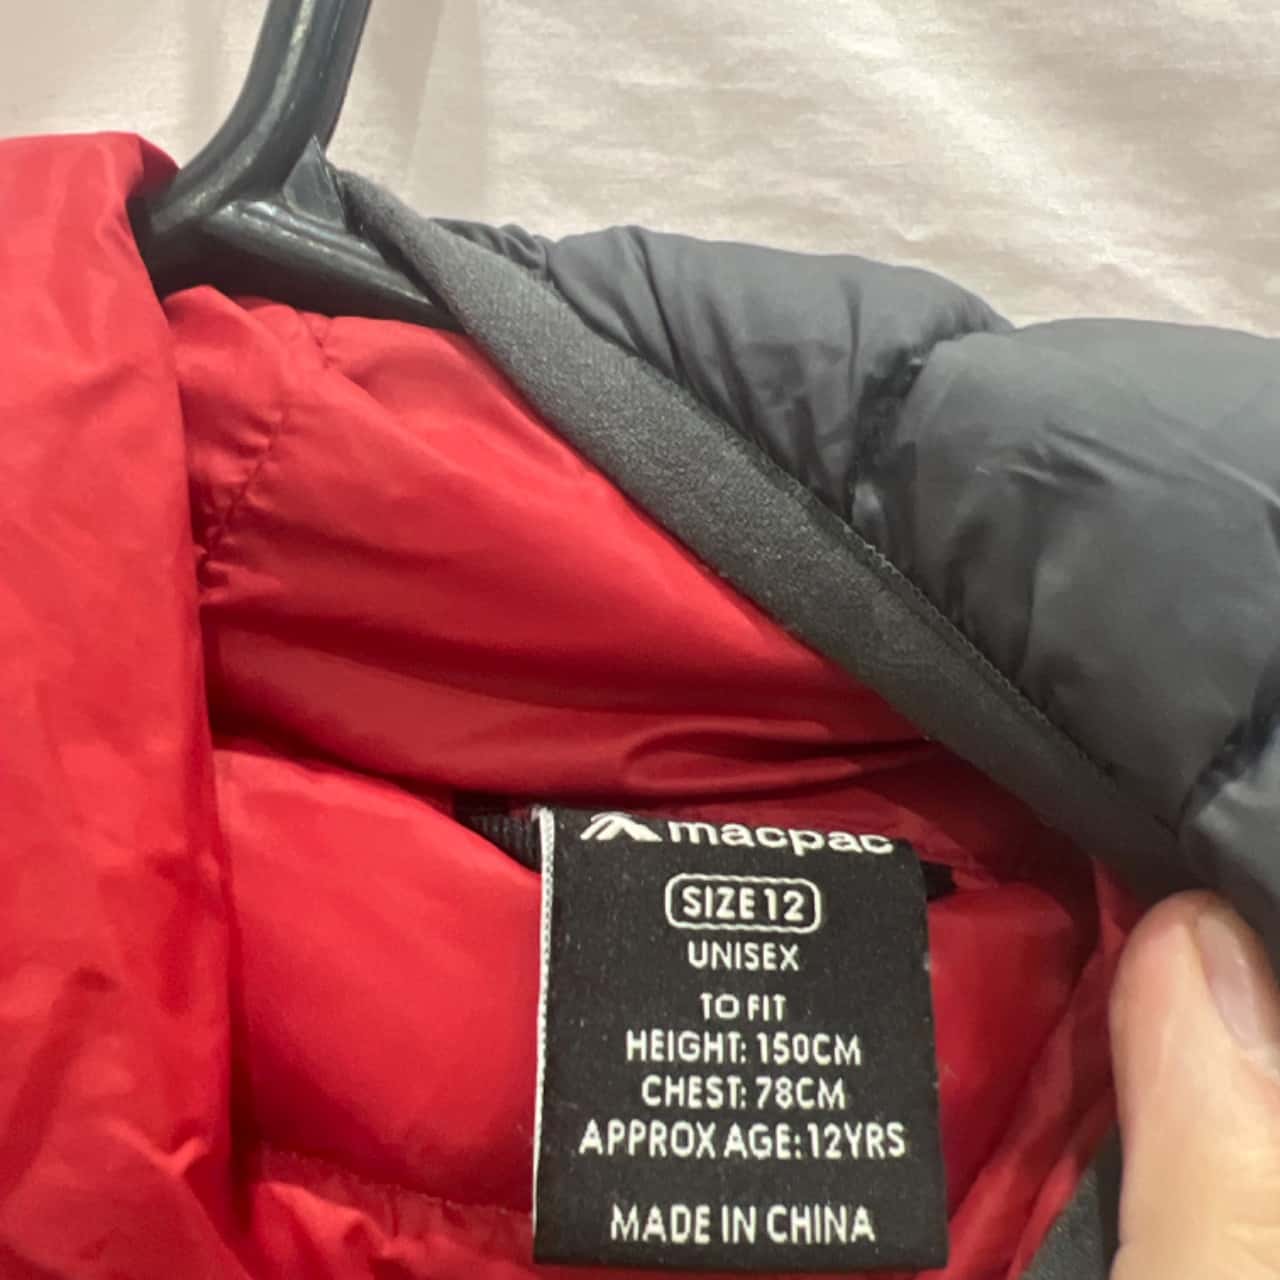 macpac
SIZE 12
UNISEX
TO FIT
HEIGHT: 150CM
CHEST: 78CM
APPROX AGE: 12YRS
MADE IN CHINA